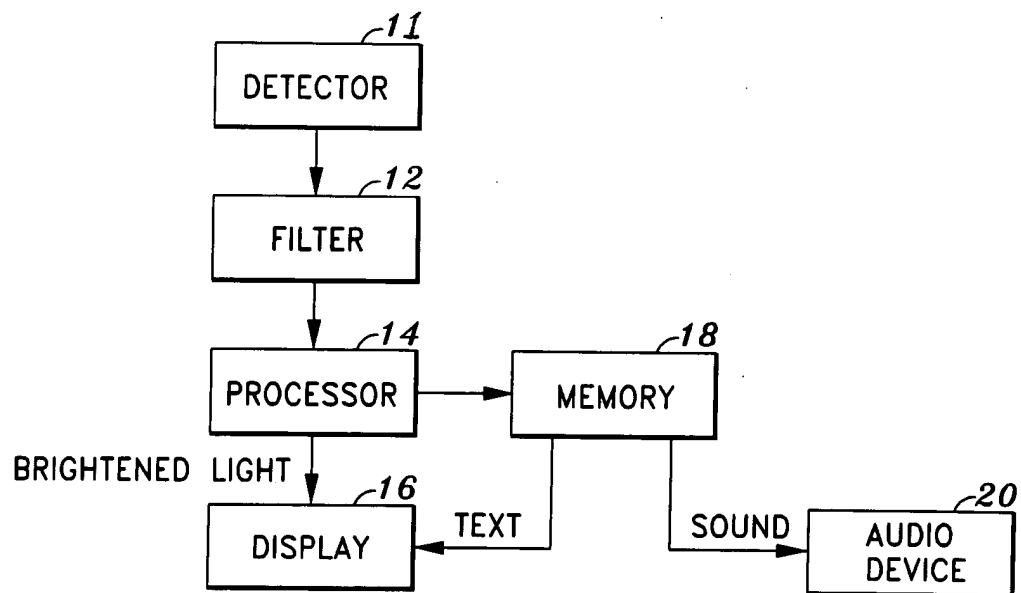 11
DETECTOR
12
FILTER
14
PROCESSOR
18
MEMORY
BRIGHTENED LIGHT
16
DISPLAY
TEXT
SOUND
20
AUDIO
DEVICE